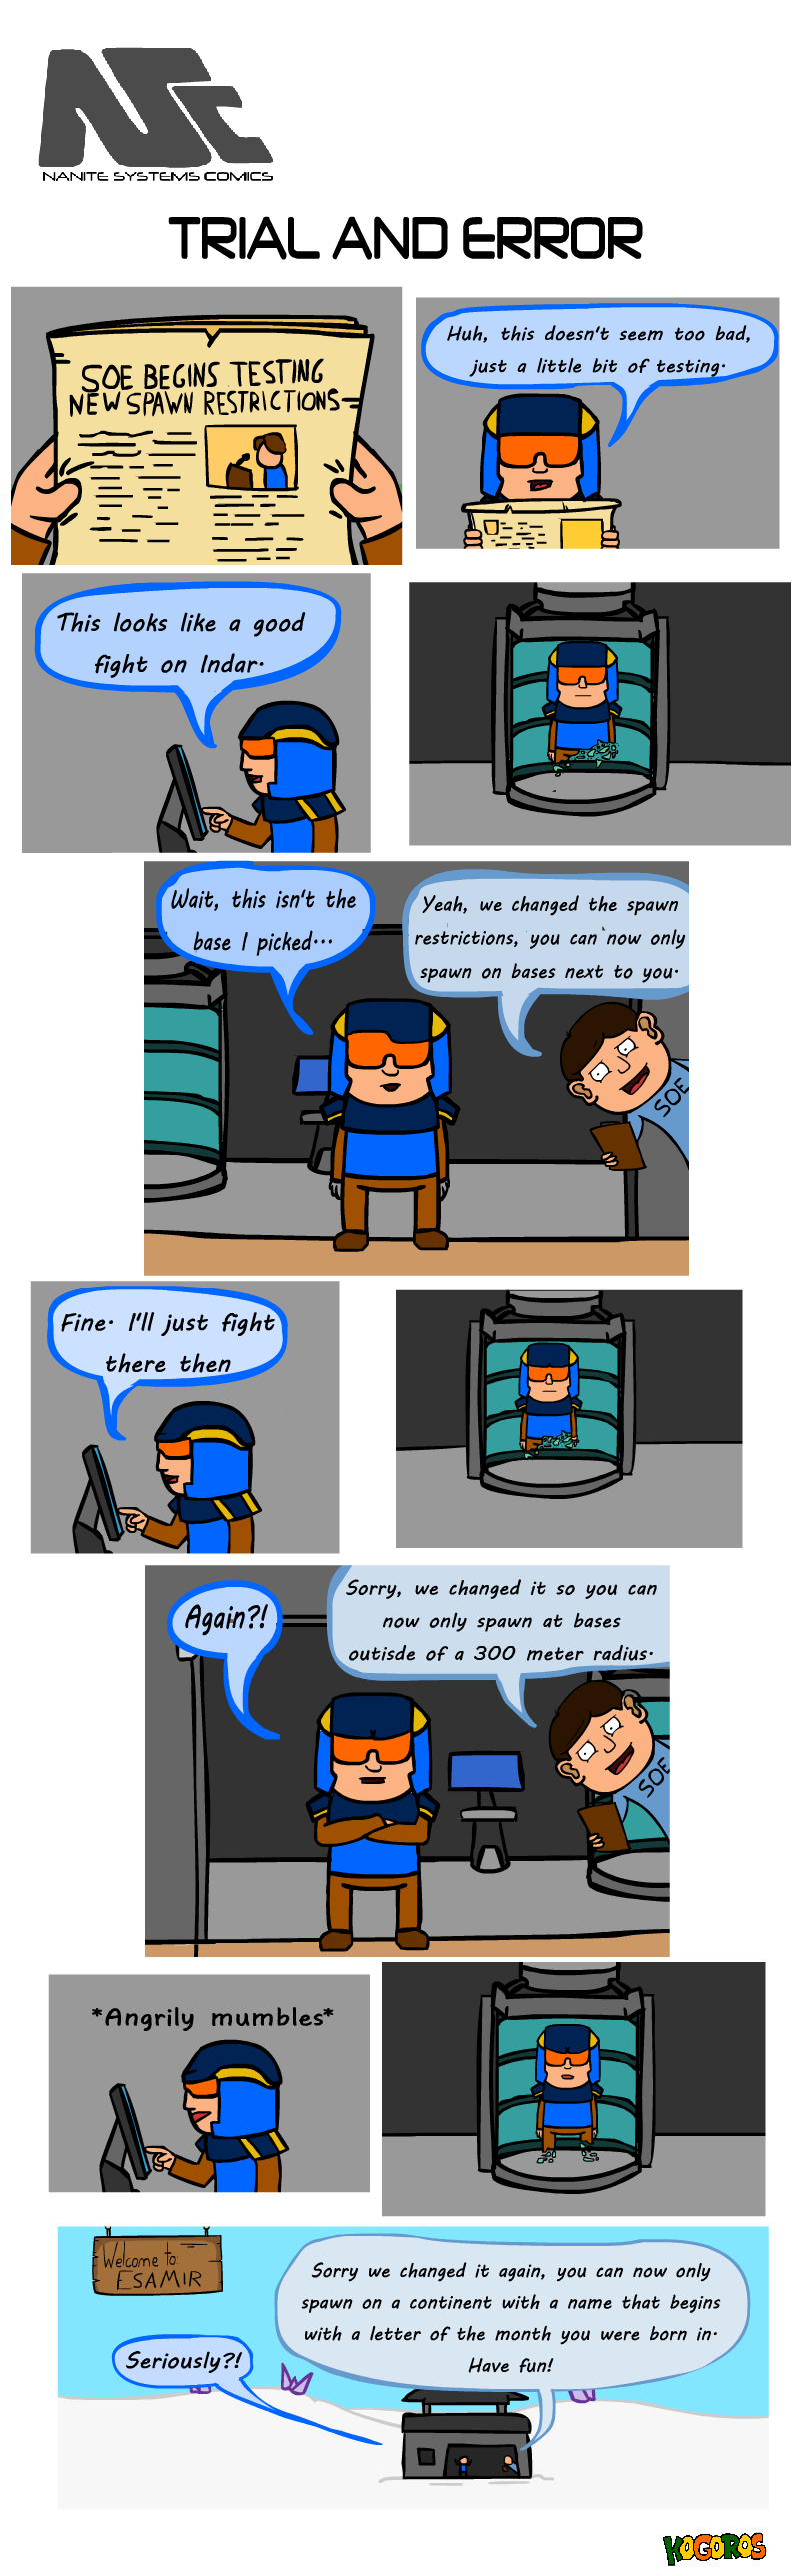 NSC
NANITE SYSTEMS COMICS
TRIAL AND ERROR
SOE BEGINS TESTING
NEW SPAWN RESTRICTIONS
Huh, this doesn't seem too bad,
just a little bit of testing.
This looks like a good
fight on Indar.
Wait, this isn't the
base I picked...
Yeah, we changed the spawn
restrictions, you can now only
spawn on bases next to you.
SOE
Fine. I'll just fight
there then
Again?!
Sorry, we changed it so you can
now only spawn at bases
outisde of a 300 meter radius.
SOE
*Angrily mumbles*
Welcome to:
ESAMIR
Sorry we changed it again, you can now only
spawn on a continent with a name that begins
with a letter of the month you were born in.
Have fun!
Seriously?!
KOGOROS